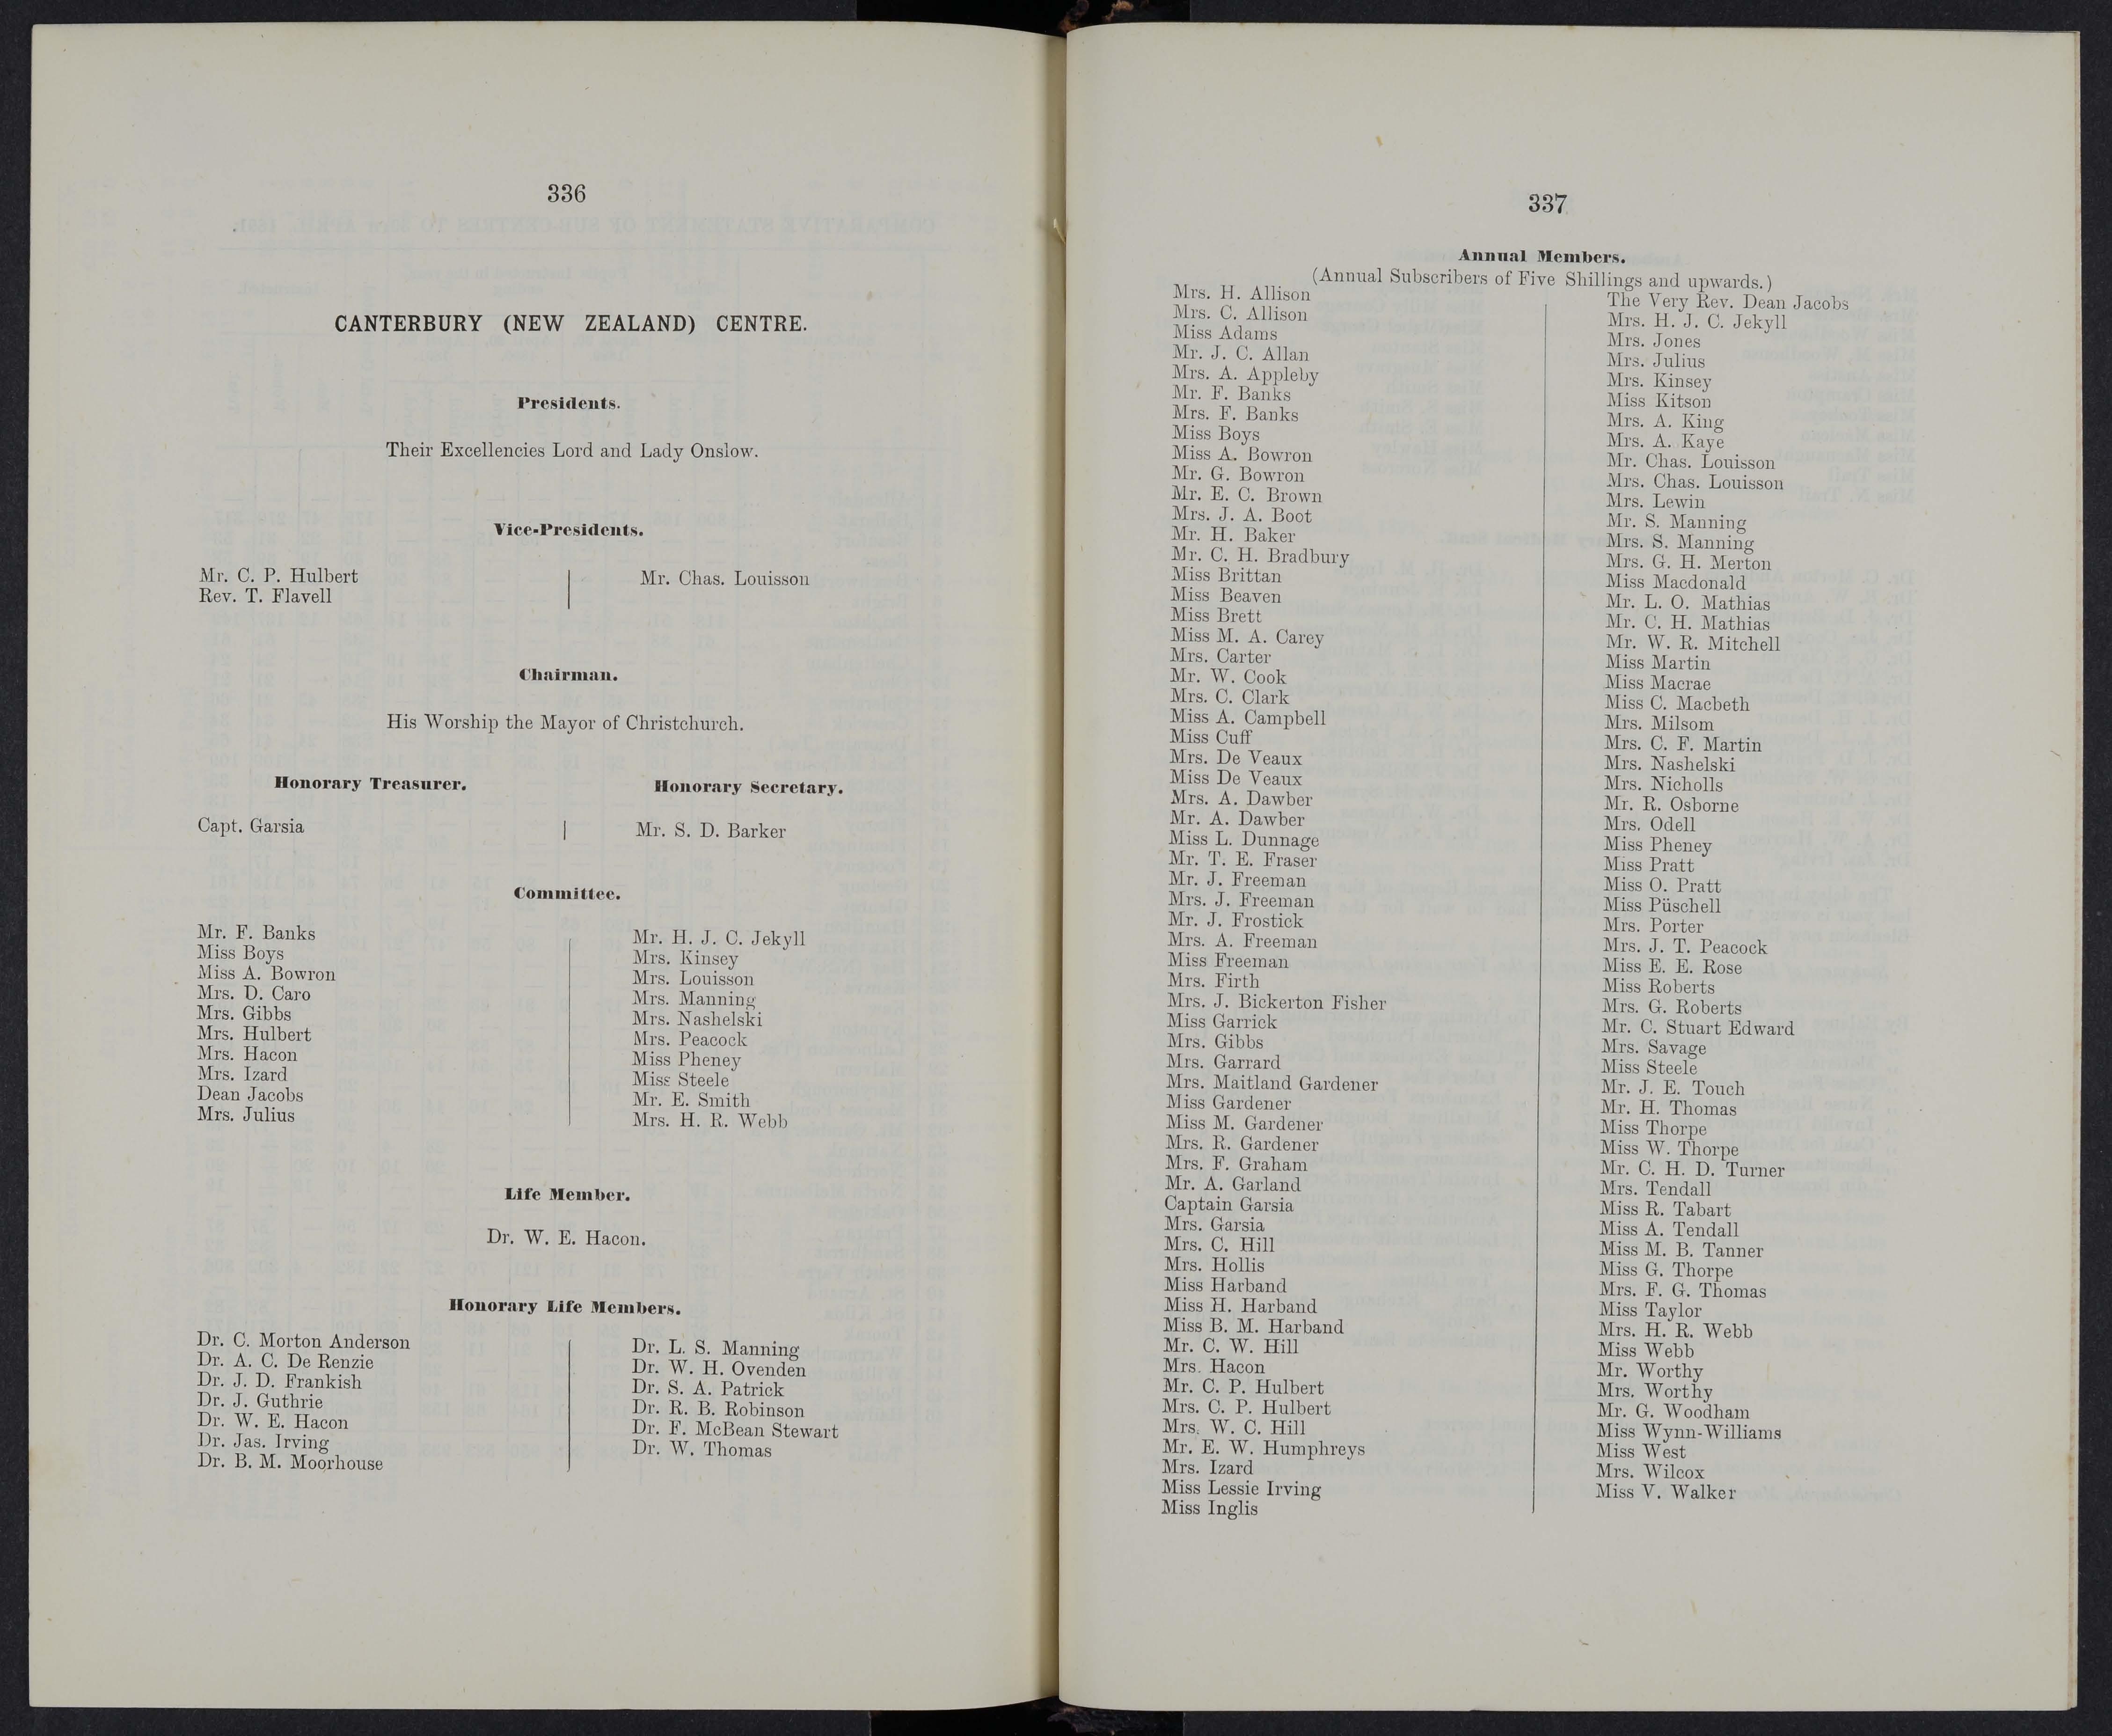 336
CANTERBURY (NEW ZEALAND) CENTRE.
Presidents.
Their Excellencies Lord and Lady Onslow.
Vice-Presidents.
Mr. C. P. Hulbert
Rev. T. Flavell
Mr. Chas. Louisson
Chairman.
His Worship the Mayor of Christchurch.
Honorary Treasurer.
Capt. Garsia
Honorary Secretary.
Mr. S. D. Barker
Committee.
Mr. F. Banks
Miss Boys
Miss A. Bowron
Mrs. D. Caro
Mrs. Gibbs
Mrs. Hulbert
Mrs. Hacon
Mrs. Izard
Dean Jacobs
Mrs. Julius
Mr. H. J. C. Jekyll
Mrs. Kinsey
Mrs. Louisson
Mrs. Manning
Mrs. Nashelski
Mrs. Peacock
Miss Pheney
Miss Steele
Mr. E. Smith
Mrs. H. R. Webb
Life Member.
Dr. W. E. Hacon.
Honorary Life Members.
Dr. C. Morton Anderson
Dr. A. C. De Renzie
Dr. J. D. Frankish
Dr. J. Guthrie
Dr. W. E. Hacon
Dr. Jas. Irving
Dr. B. M. Moorhouse
Dr. L. S. Manning
Dr. W. H. Ovenden
Dr. S. A. Patrick
Dr. R. B. Robinson
Dr. F. McBean Stewart
Dr. W. Thomas
337
Annual Members.
(Annual Subscribers of Five Shillings and upwards.)
Mrs. H. Allison
Mrs. C. Allison
Miss Adams
Mr. J. C. Allan
Mrs. A. Appleby
Mr. F. Banks
Mrs. F. Banks
Miss Boys
Miss A. Bowron
Mr. G. Bowron
Mr. E. C. Brown
Mrs. J. A. Boot
Mr. H. Baker
Mr. C. H. Bradbury
Miss Brittan
Miss Beaven
Miss Brett
Miss M. A. Carey
Mrs. Carter
Mr. W. Cook
Mrs. C. Clark
Miss A. Campbell
Miss Cuff
Mrs. De Veaux
Miss De Veaux
Mrs. A. Dawber
Mr. A. Dawber
Miss L. Dunnage
Mr. T. E. Fraser
Mr. J. Freeman
Mrs. J. Freeman
Mr. J. Frostick
Mrs. A. Freeman
Miss Freeman
Mrs. Firth
Mrs. J. Bickerton Fisher
Miss Garrick
Mrs. Gibbs
Mrs. Garrard
Mrs. Maitland Gardener
Miss Gardener
Miss M. Gardener
Mrs. R. Gardener
Mrs. F. Graham
Mr. A. Garland
Captain Garsia
Mrs. Garsia
Mrs. C. Hill
Mrs. Hollis
Miss Harband
Miss H. Harband
Miss B. M. Harband
Mr. C. W. Hill
Mrs. Hacon
Mr. C. P. Hulbert
Mrs. C. P. Hulbert
Mrs. W. C. Hill
Mr. E. W. Humphreys
Mrs. Izard
Miss Lessie Irving
Miss Inglis
The Very Rev. Dean Jacobs
Mrs. H. J. C. Jekyll
Mrs. Jones
Mrs. Julius
Mrs. Kinsey
Miss Kitson
Mrs. A. King
Mrs. A. Kaye
Mr. Chas. Louisson
Mrs. Chas. Louisson
Mrs. Lewin
Mr. S. Manning
Mrs. S. Manning
Mrs. G. H. Merton
Miss Macdonald
Mr. L. O. Mathias
Mr. C. H. Mathias
Mr. W. R. Mitchell
Miss Martin
Miss Macrae
Miss C. Macbeth
Mrs. Milsom
Mrs. C. F. Martin
Mrs. Nashelski
Mrs. Nicholls
Mr. R. Osborne
Mrs. Odell
Miss Pheney
Miss Pratt
Miss O. Pratt
Miss Püschell
Mrs. Porter
Mrs. J. T. Peacock
Miss E. E. Rose
Miss Roberts
Mrs. G. Roberts
Mr. C. Stuart Edward
Mrs. Savage
Miss Steele
Mr. J. E. Touch
Mr. H. Thomas
Miss Thorpe
Miss W. Thorpe
Mr. C. H. D. Turner
Mrs. Tendall
Miss R. Tabart
Miss A. Tendall
Miss M. B. Tanner
Miss G. Thorpe
Mrs. F. G. Thomas
Miss Taylor
Mrs. H. R. Webb
Miss Webb
Mr. Worthy
Mrs. Worthy
Mr. G. Woodham
Miss Wynn-Williams
Miss West
Mrs. Wilcox
Miss V. Walker